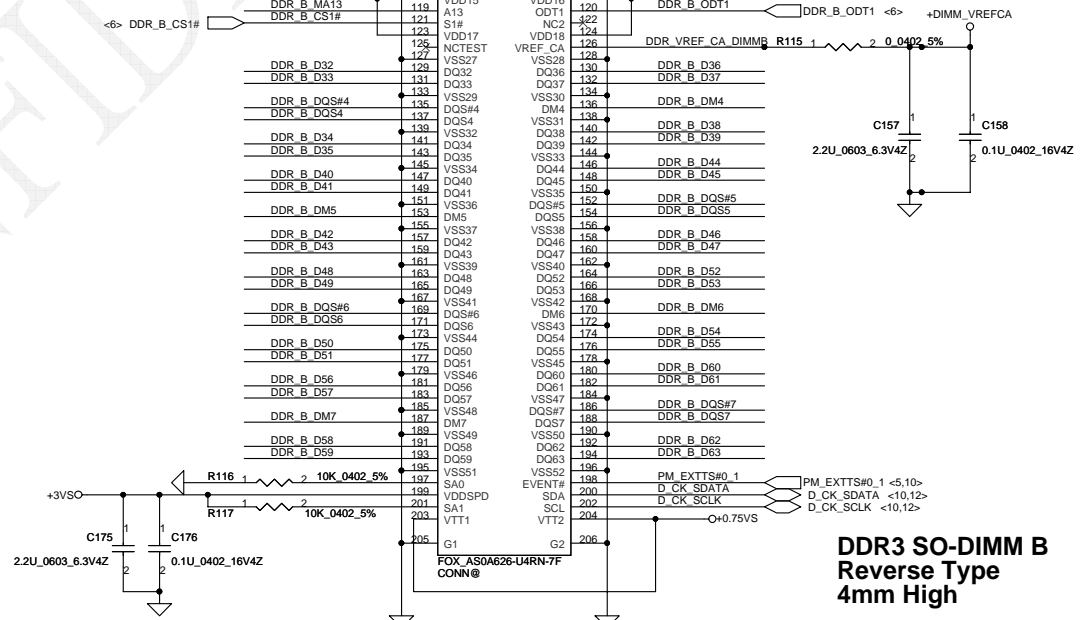 DDR_B_MA13 119 A13 VDD15 VDD16 ODT1 120 DDR_B_ODT1 DDR_B_ODT1 <6>
<6> DDR_B_CS1# DDR_B_CS1# 121 S1# NC2 122 +DIMM_VREFCA
123 VDD17 VDD18 124
125 NCTEST VREF_CA 126 DDR_VREF_CA_DIMMB R115 1 2 0_0402_5%
127 VSS27 VSS28 128
DDR_B_D32 129 DQ32 DQ36 130 DDR_B_D36
DDR_B_D33 131 DQ33 DQ37 132 DDR_B_D37
133 VSS29 VSS30 134
DDR_B_DQS#4 135 DQS#4 DM4 136 DDR_B_DM4
DDR_B_DQS4 137 DQS4 VSS31 138
139 VSS32 DQ38 140 DDR_B_D38
DDR_B_D34 141 DQ34 DQ39 142 DDR_B_D39
DDR_B_D35 143 DQ35 VSS33 144
145 VSS34 DQ44 146 DDR_B_D44
DDR_B_D40 147 DQ40 DQ45 148 DDR_B_D45
DDR_B_D41 149 DQ41 VSS35 150
151 VSS36 DQS#5 152 DDR_B_DQS#5
DDR_B_DM5 153 DM5 DQS5 154 DDR_B_DQS5
155 VSS37 VSS38 156
DDR_B_D42 157 DQ42 DQ46 158 DDR_B_D46
DDR_B_D43 159 DQ43 DQ47 160 DDR_B_D47
161 VSS39 VSS40 162
DDR_B_D48 163 DQ48 DQ52 164 DDR_B_D52
DDR_B_D49 165 DQ49 DQ53 166 DDR_B_D53
167 VSS41 VSS42 168
DDR_B_DQS#6 169 DQS#6 DM6 170 DDR_B_DM6
DDR_B_DQS6 171 DQS6 VSS43 172
173 VSS44 DQ54 174 DDR_B_D54
DDR_B_D50 175 DQ50 DQ55 176 DDR_B_D55
DDR_B_D51 177 DQ51 VSS45 178
179 VSS46 DQ60 180 DDR_B_D60
DDR_B_D56 181 DQ56 DQ61 182 DDR_B_D61
DDR_B_D57 183 DQ57 VSS47 184
185 VSS48 DQS#7 186 DDR_B_DQS#7
DDR_B_DM7 187 DM7 DQS7 188 DDR_B_DQS7
189 VSS49 VSS50 190
DDR_B_D58 191 DQ58 DQ62 192 DDR_B_D62
DDR_B_D59 193 DQ59 DQ63 194 DDR_B_D63
195 VSS51 VSS52 196
R116 1 2 10K_0402_5% 197 SA0 EVENT# 198 PM_EXTTS#0_1 PM_EXTTS#0_1 <5,10>
+3VS 199 VDDSPD SDA 200 D_CK_SDATA D_CK_SDATA <10,12>
R117 1 2 10K_0402_5% 201 SA1 SCL 202 D_CK_SCLK D_CK_SCLK <10,12>
203 VTT1 VTT2 204 +0.75VS
205 G1 G2 206
FOX_AS0A626-U4RN-7F
CONN@
1 C157 2.2U_0603_6.3V4Z 2
1 C158 0.1U_0402_16V4Z 2
1 C175 2.2U_0603_6.3V4Z 2
1 C176 0.1U_0402_16V4Z 2
DDR3 SO-DIMM B
Reverse Type
4mm High